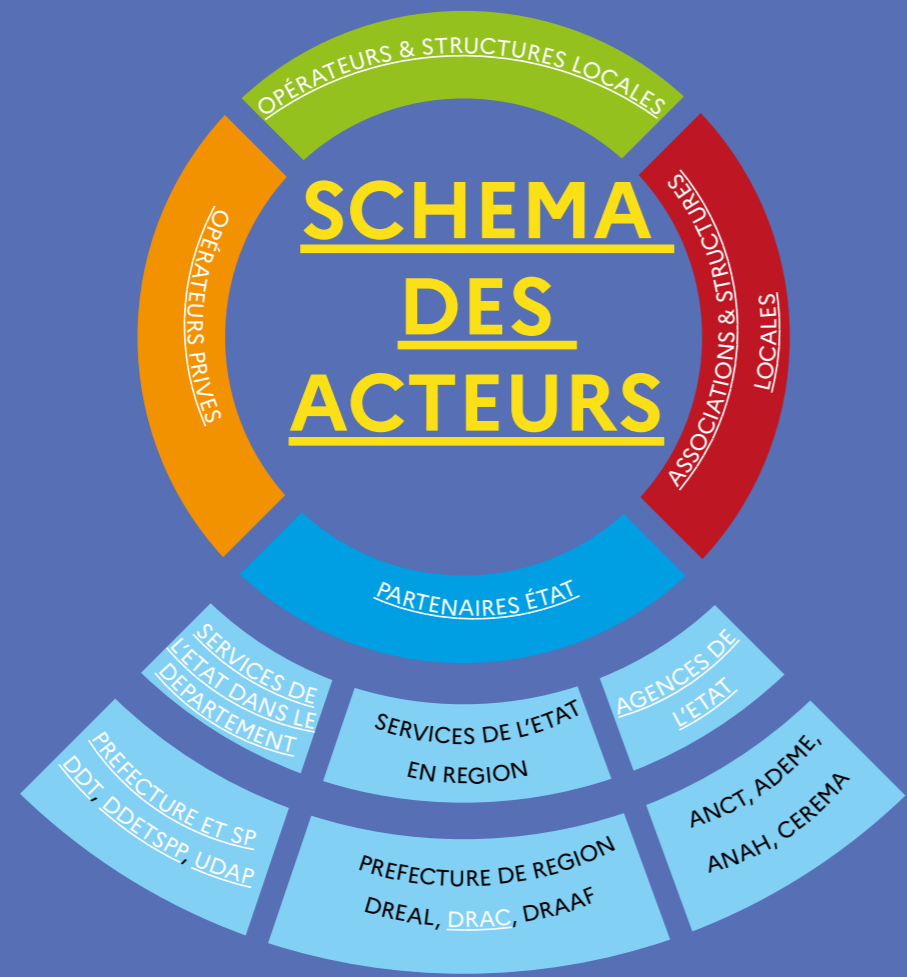 OPÉRATEURS & STRUCTURES LOCALES
SCHEMA
DES
ACTEURS
OPÉRATEURS PRIVES
ASSOCIATIONS & STRUCTURES
LOCALES
PARTENAIRES ÉTAT
SERVICES DE
L'ETAT DANS LE
DEPARTEMENT
SERVICES DE L'ETAT
EN REGION
AGENCES DE
L'ETAT
PREFECTURE ET SP
DDT, DDETSPP, UDAP
PREFECTURE DE REGION
DREAL, DRAC, DRAAF
ANCT, ADEME,
ANAH, CEREMA